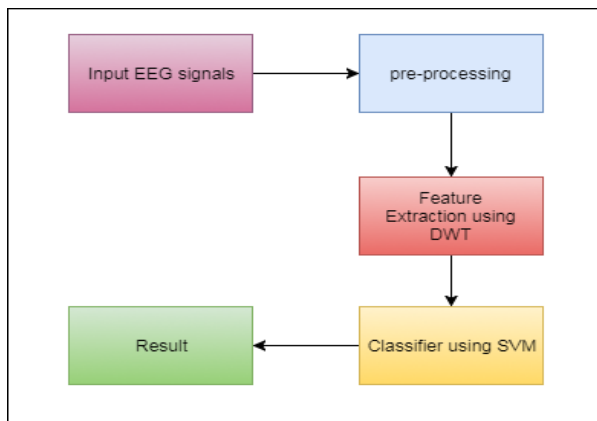 Input EEG signals
pre-processing
Feature
Extraction using
DWT
Classifier using SVM
Result